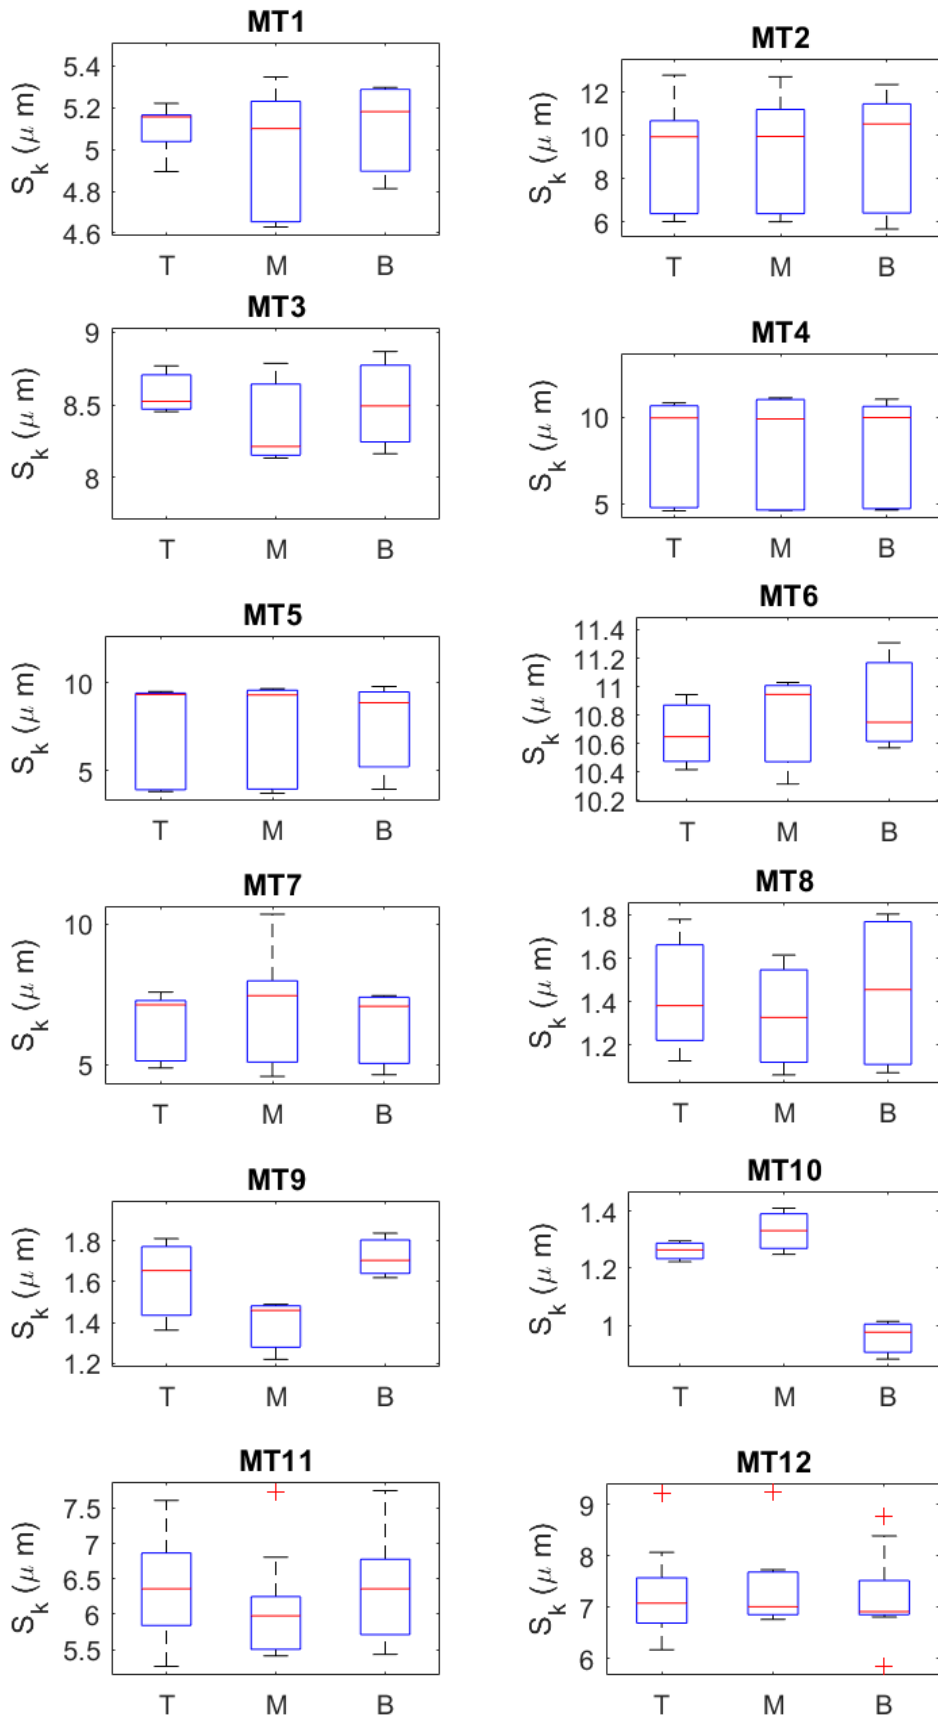 MT1
S_k (μ m)
5.4
5.2
5
4.8
4.6
T M B
MT2
S_k (μ m)
12
10
8
6
T M B
MT3
S_k (μ m)
9
8.5
8
T M B
MT4
S_k (μ m)
10
5
T M B
MT5
S_k (μ m)
10
5
T M B
MT6
S_k (μ m)
11.4
11.2
11
10.8
10.6
10.4
10.2
T M B
MT7
S_k (μ m)
10
5
T M B
MT8
S_k (μ m)
1.8
1.6
1.4
1.2
T M B
MT9
S_k (μ m)
1.8
1.6
1.4
1.2
T M B
MT10
S_k (μ m)
1.4
1.2
1
T M B
MT11
S_k (μ m)
7.5
7
6.5
6
5.5
T M B
MT12
S_k (μ m)
9
8
7
6
T M B